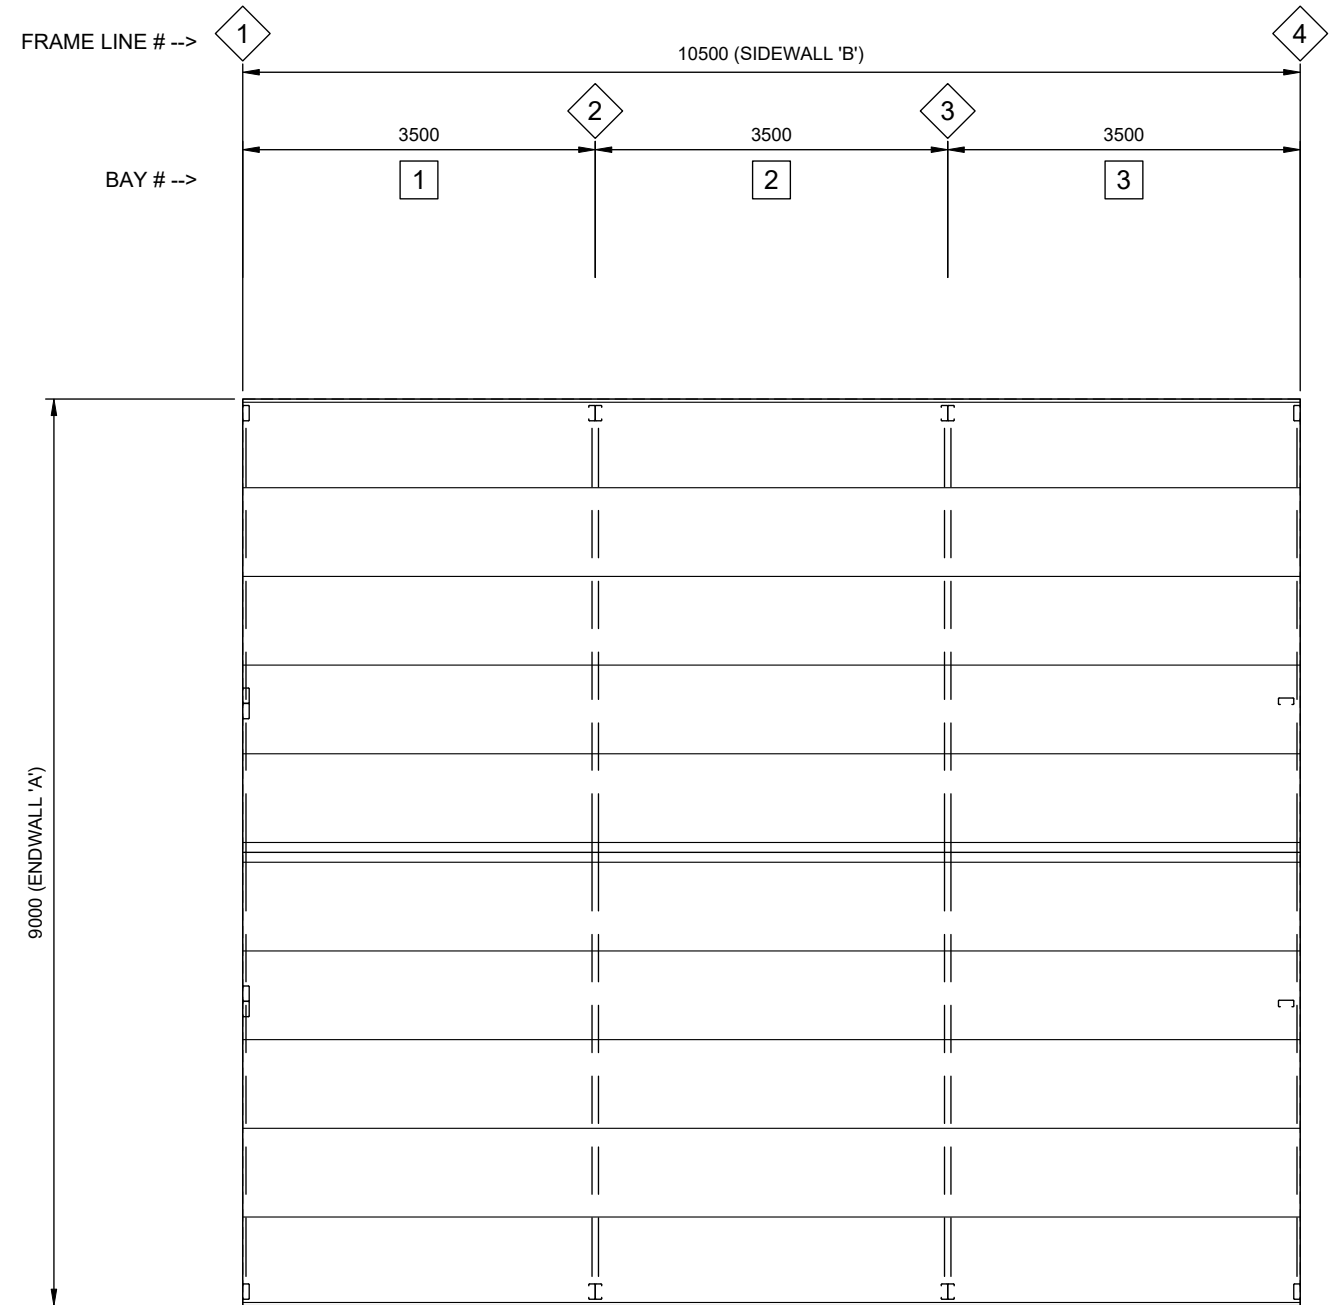 FRAME LINE # -->
1
4
10500 (SIDEWALL 'B')
2
3
3500
3500
3500
BAY # -->
1
2
3
9000 (ENDWALL 'A')